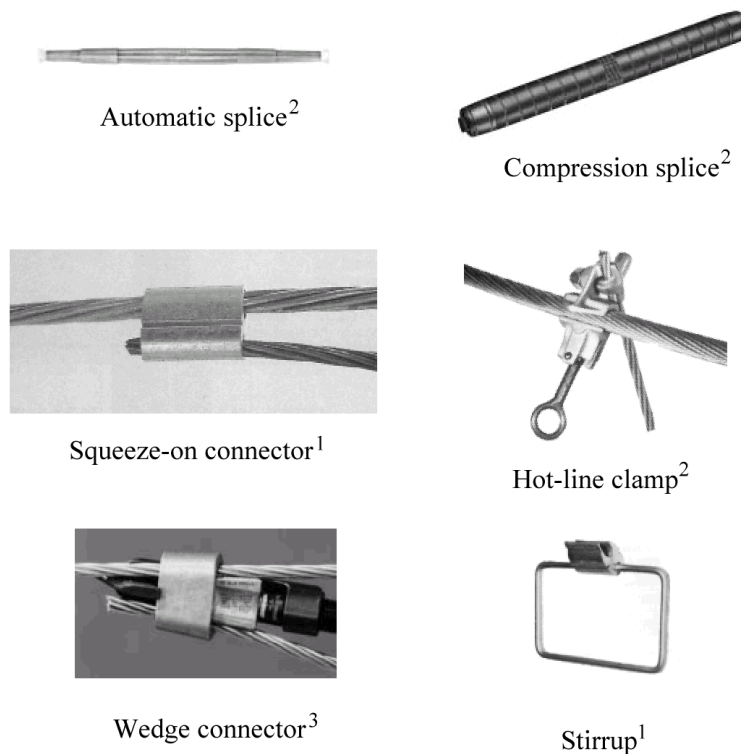 Automatic splice²
Compression splice²
Squeeze-on connector¹
Hot-line clamp²
Wedge connector³
Stirrup¹